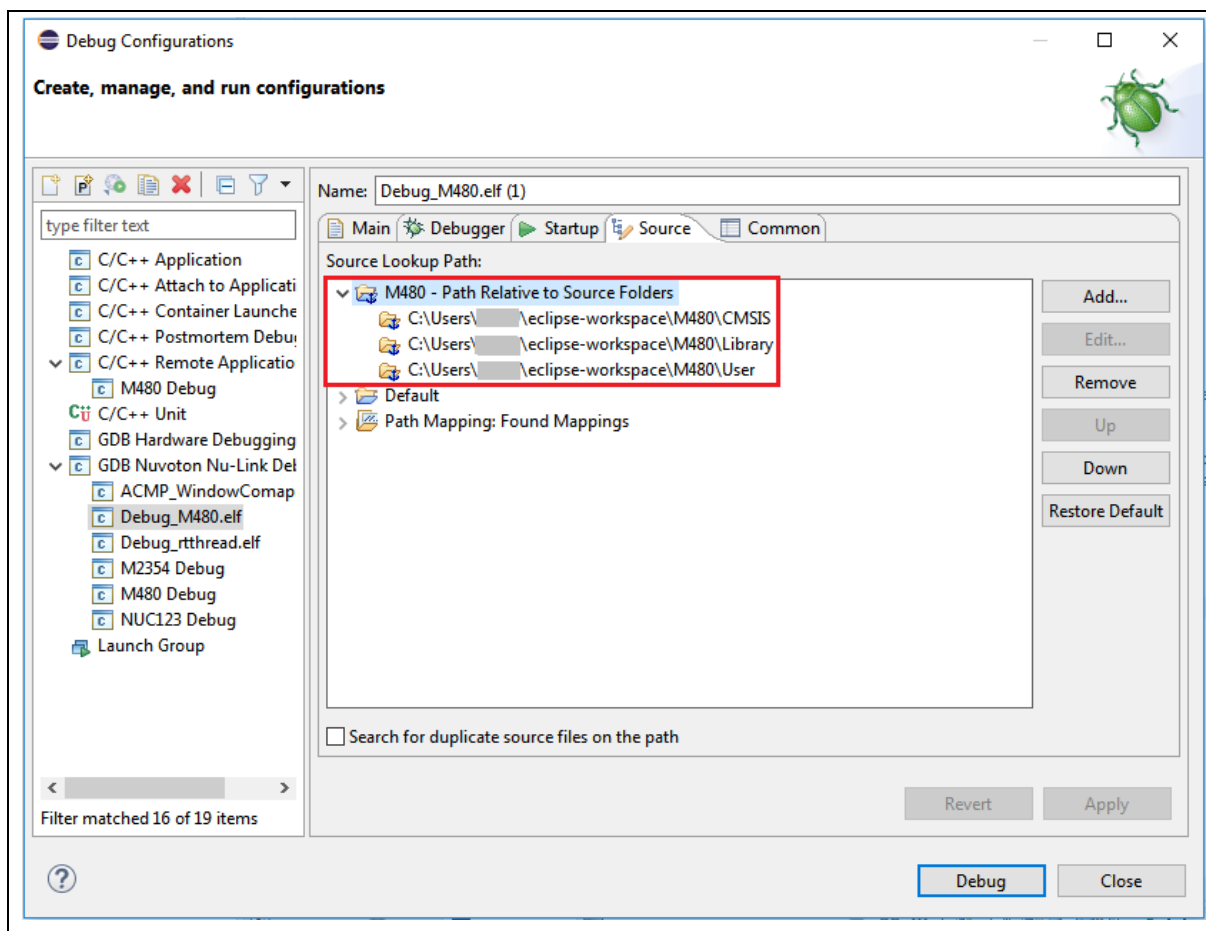 Debug Configurations
Create, manage, and run configurations
type filter text
C/C++ Application
C/C++ Attach to Applicati
C/C++ Container Launche
C/C++ Postmortem Debu
C/C++ Remote Applicatio
M480 Debug
C/C++ Unit
GDB Hardware Debugging
GDB Nuvoton Nu-Link Del
ACMP_WindowComap
Debug_M480.elf
Debug_rtthread.elf
M2354 Debug
M480 Debug
NUC123 Debug
Launch Group
Filter matched 16 of 19 items
Name: Debug_M480.elf (1)
Main Debugger Startup Source Common
Source Lookup Path:
M480 - Path Relative to Source Folders
C:\Users\ \eclipse-workspace\M480\CMSIS
C:\Users\ \eclipse-workspace\M480\Library
C:\Users\ \eclipse-workspace\M480\User
Default
Path Mapping: Found Mappings
Add...
Edit...
Remove
Up
Down
Restore Default
Search for duplicate source files on the path
Revert Apply
Debug Close